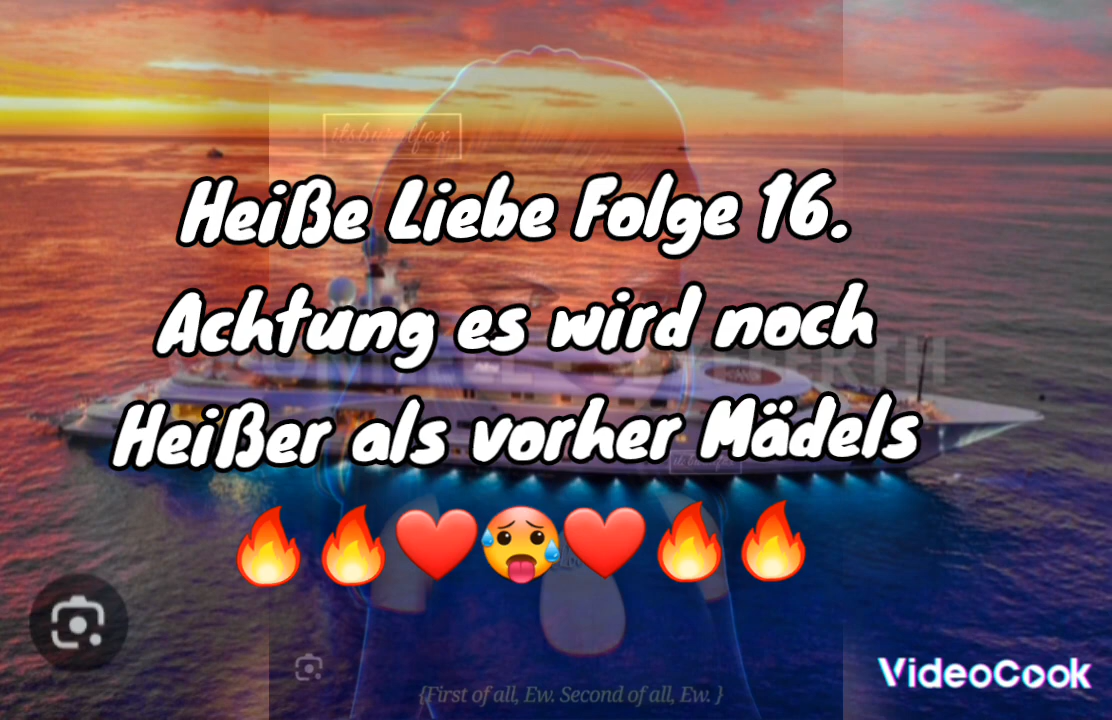 itsburntfox
Heiße Liebe Folge 16.
Achtung es wird noch
Heißer als vorher Mädels
🔥🔥❤️🥵❤️🔥🔥
VideoCook
{First of all, Ew. Second of all, Ew. }